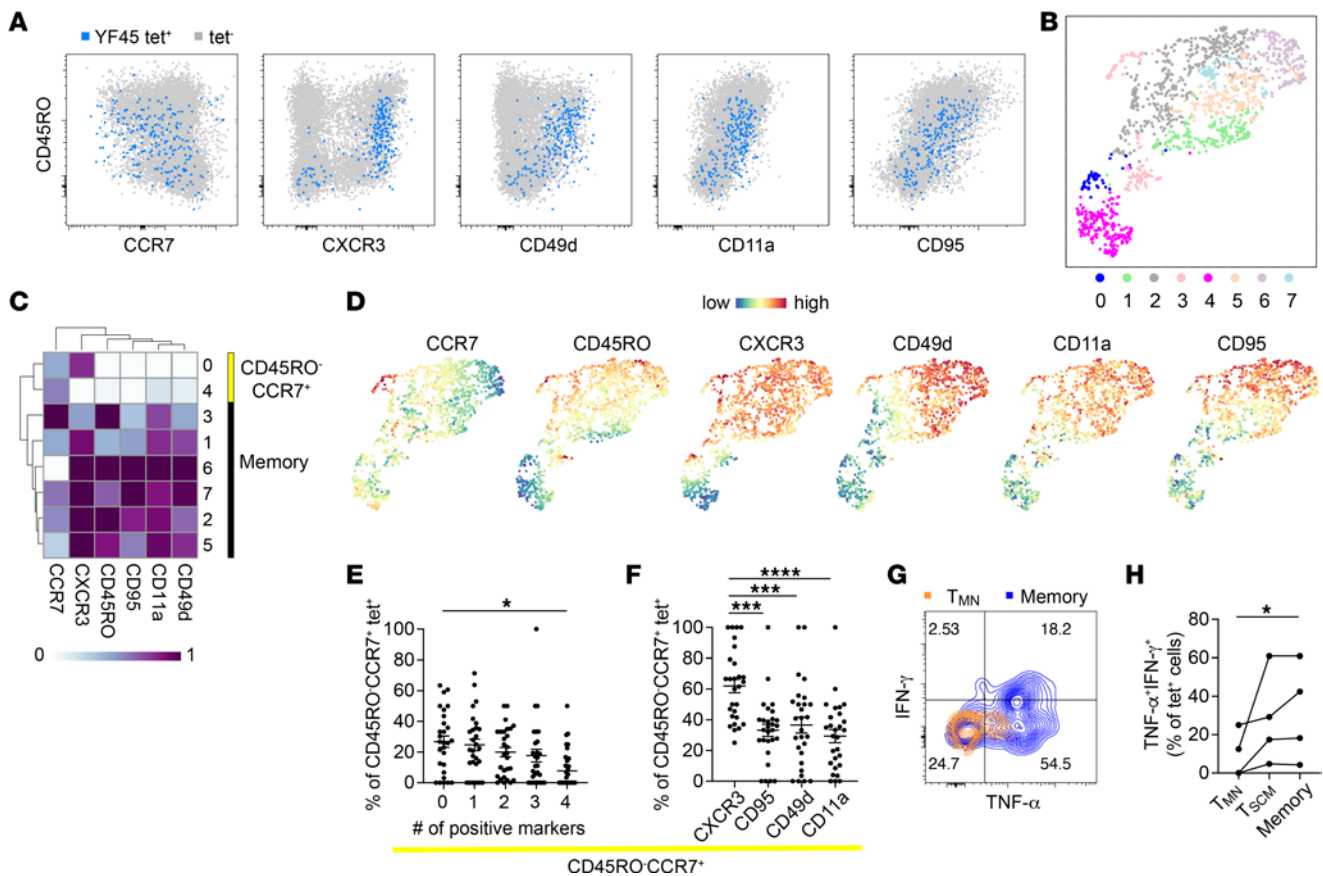 A
YF45 tet⁺ tet⁻
CD45RO
CCR7 CXCR3 CD49d CD11a CD95
B
0 1 2 3 4 5 6 7
C
0
4
3
1
6
7
2
5
CD45RO⁻
CCR7⁺
Memory
CCR7 CXCR3 CD45RO CD95 CD11a CD49d
0 1
D
low high
CCR7 CD45RO CXCR3 CD49d CD11a CD95
E
*
% of CD45RO⁻CCR7⁺ tet⁺
100
80
60
40
20
0
0 1 2 3 4
# of positive markers
F
****
***
***
% of CD45RO⁻CCR7⁺ tet⁺
100
80
60
40
20
0
CXCR3 CD95 CD49d CD11a
CD45RO⁻CCR7⁺
G
TMN Memory
2.53 18.2
24.7 54.5
IFN-γ
TNF-α
H
*
TNF-α⁺IFN-γ⁺
(% of tet⁺ cells)
80
60
40
20
0
TMN TSCM Memory